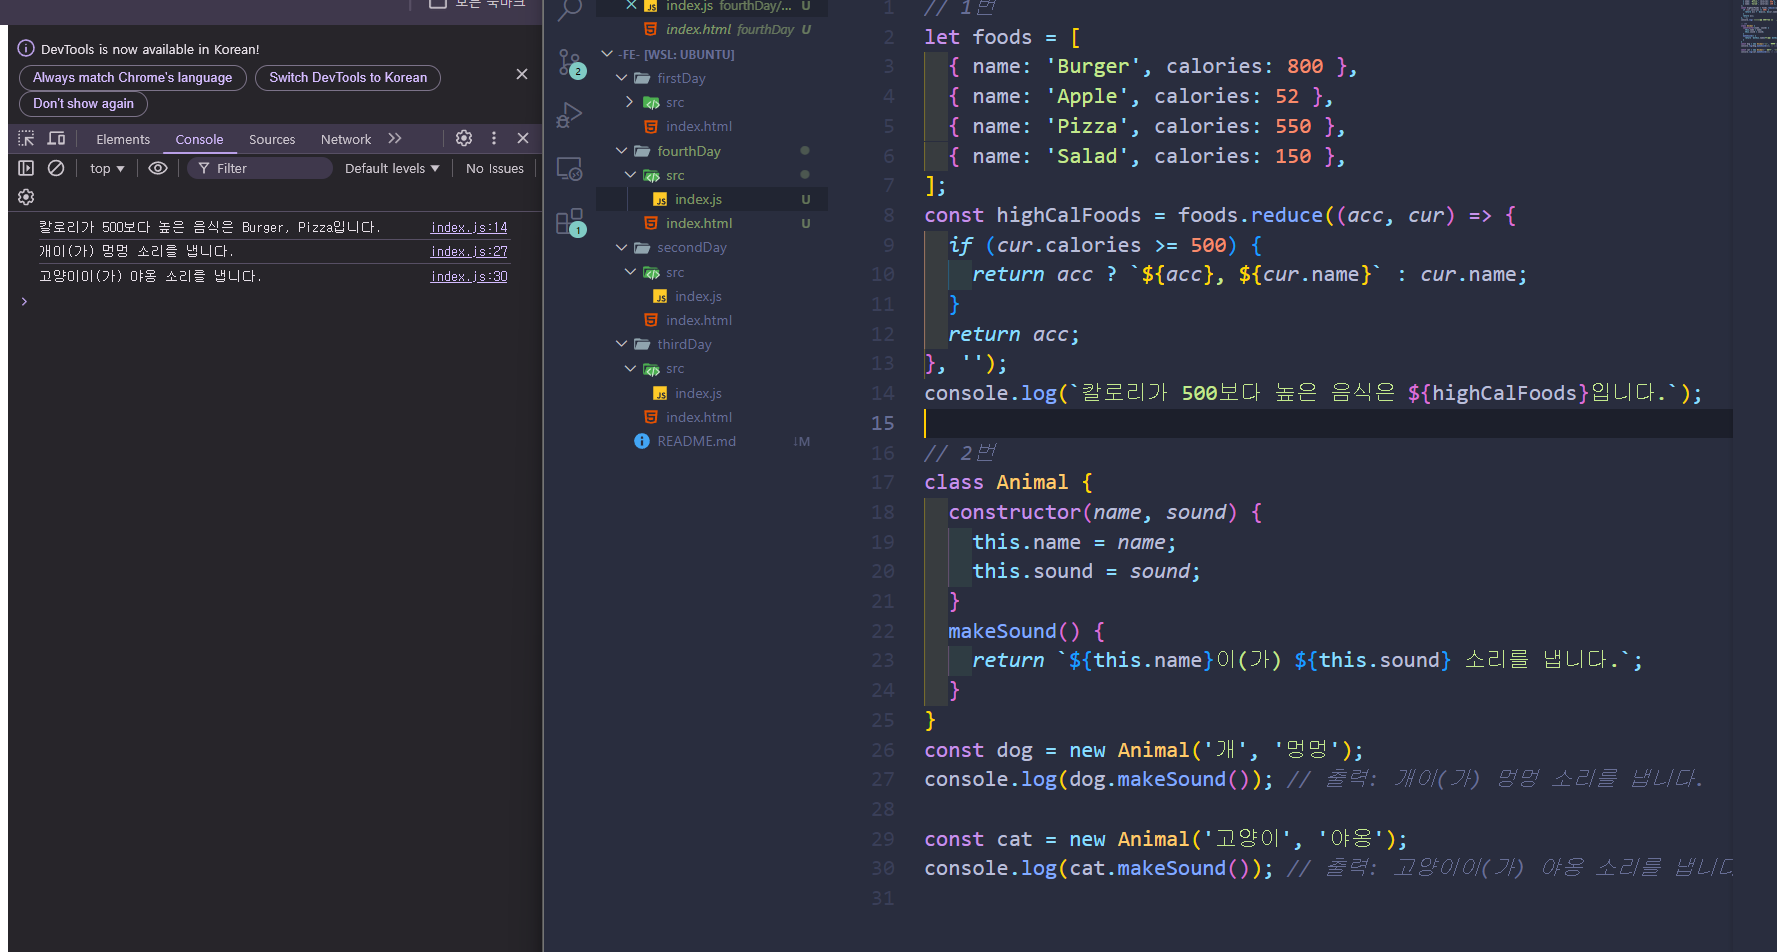 모든 북마크
DevTools is now available in Korean!
Always match Chrome's language
Switch DevTools to Korean
Don't show again
Elements Console Sources Network
top Filter Default levels No Issues
칼로리가 500보다 높은 음식은 Burger, Pizza입니다. index.js:14
개이(가) 멍멍 소리를 냅니다. index.js:27
고양이이(가) 야옹 소리를 냅니다. index.js:30
2
1
index.js fourthDay/... U
index.html fourthDay U
-FE- [WSL: UBUNTU]
firstDay
src
index.html
fourthDay
src
index.js U
index.html U
secondDay
src
index.js
index.html
thirdDay
src
index.js
index.html
README.md ↓M
1 // 1번
2 let foods = [
3 { name: 'Burger', calories: 800 },
4 { name: 'Apple', calories: 52 },
5 { name: 'Pizza', calories: 550 },
6 { name: 'Salad', calories: 150 },
7 ];
8 const highCalFoods = foods.reduce((acc, cur) => {
9 if (cur.calories >= 500) {
10 return acc ? `${acc}, ${cur.name}` : cur.name;
11 }
12 return acc;
13 }, '');
14 console.log(`칼로리가 500보다 높은 음식은 ${highCalFoods}입니다.`);
15
16 // 2번
17 class Animal {
18 constructor(name, sound) {
19 this.name = name;
20 this.sound = sound;
21 }
22 makeSound() {
23 return `${this.name}이(가) ${this.sound} 소리를 냅니다.`;
24 }
25 }
26 const dog = new Animal('개', '멍멍');
27 console.log(dog.makeSound()); // 출력: 개이(가) 멍멍 소리를 냅니다.
28
29 const cat = new Animal('고양이', '야옹');
30 console.log(cat.makeSound()); // 출력: 고양이이(가) 야옹 소리를 냅니다
31